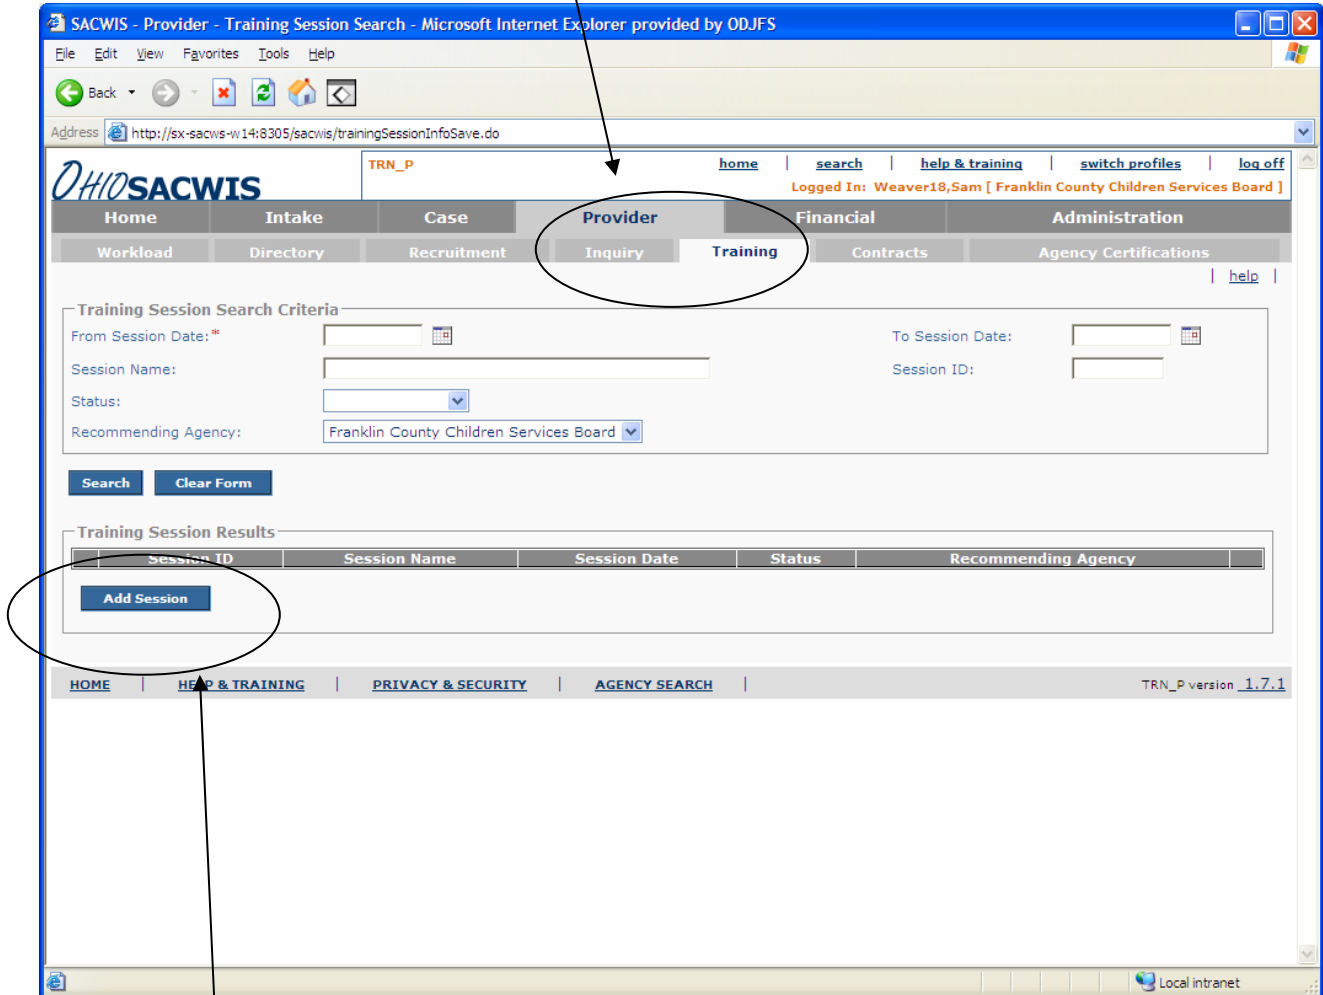 SACWIS - Provider - Training Session Search - Microsoft Internet Explorer provided by ODJFS
File Edit View Favorites Tools Help
Back
Address http://sx-sacws-w14:8305/sacwis/trainingSessionInfoSave.do
OHIOSACWIS
TRN_P home | search | help & training | switch profiles | log off
Logged In: Weaver18,Sam [ Franklin County Children Services Board ]
Home Intake Case Provider Financial Administration
Workload Directory Recruitment Inquiry Training Contracts Agency Certifications
| help |
Training Session Search Criteria
From Session Date:* To Session Date:
Session Name: Session ID:
Status:
Recommending Agency: Franklin County Children Services Board
Search Clear Form
Training Session Results
Session ID Session Name Session Date Status Recommending Agency
Add Session
HOME | HELP & TRAINING | PRIVACY & SECURITY | AGENCY SEARCH | TRN_P version 1.7.1
Local intranet